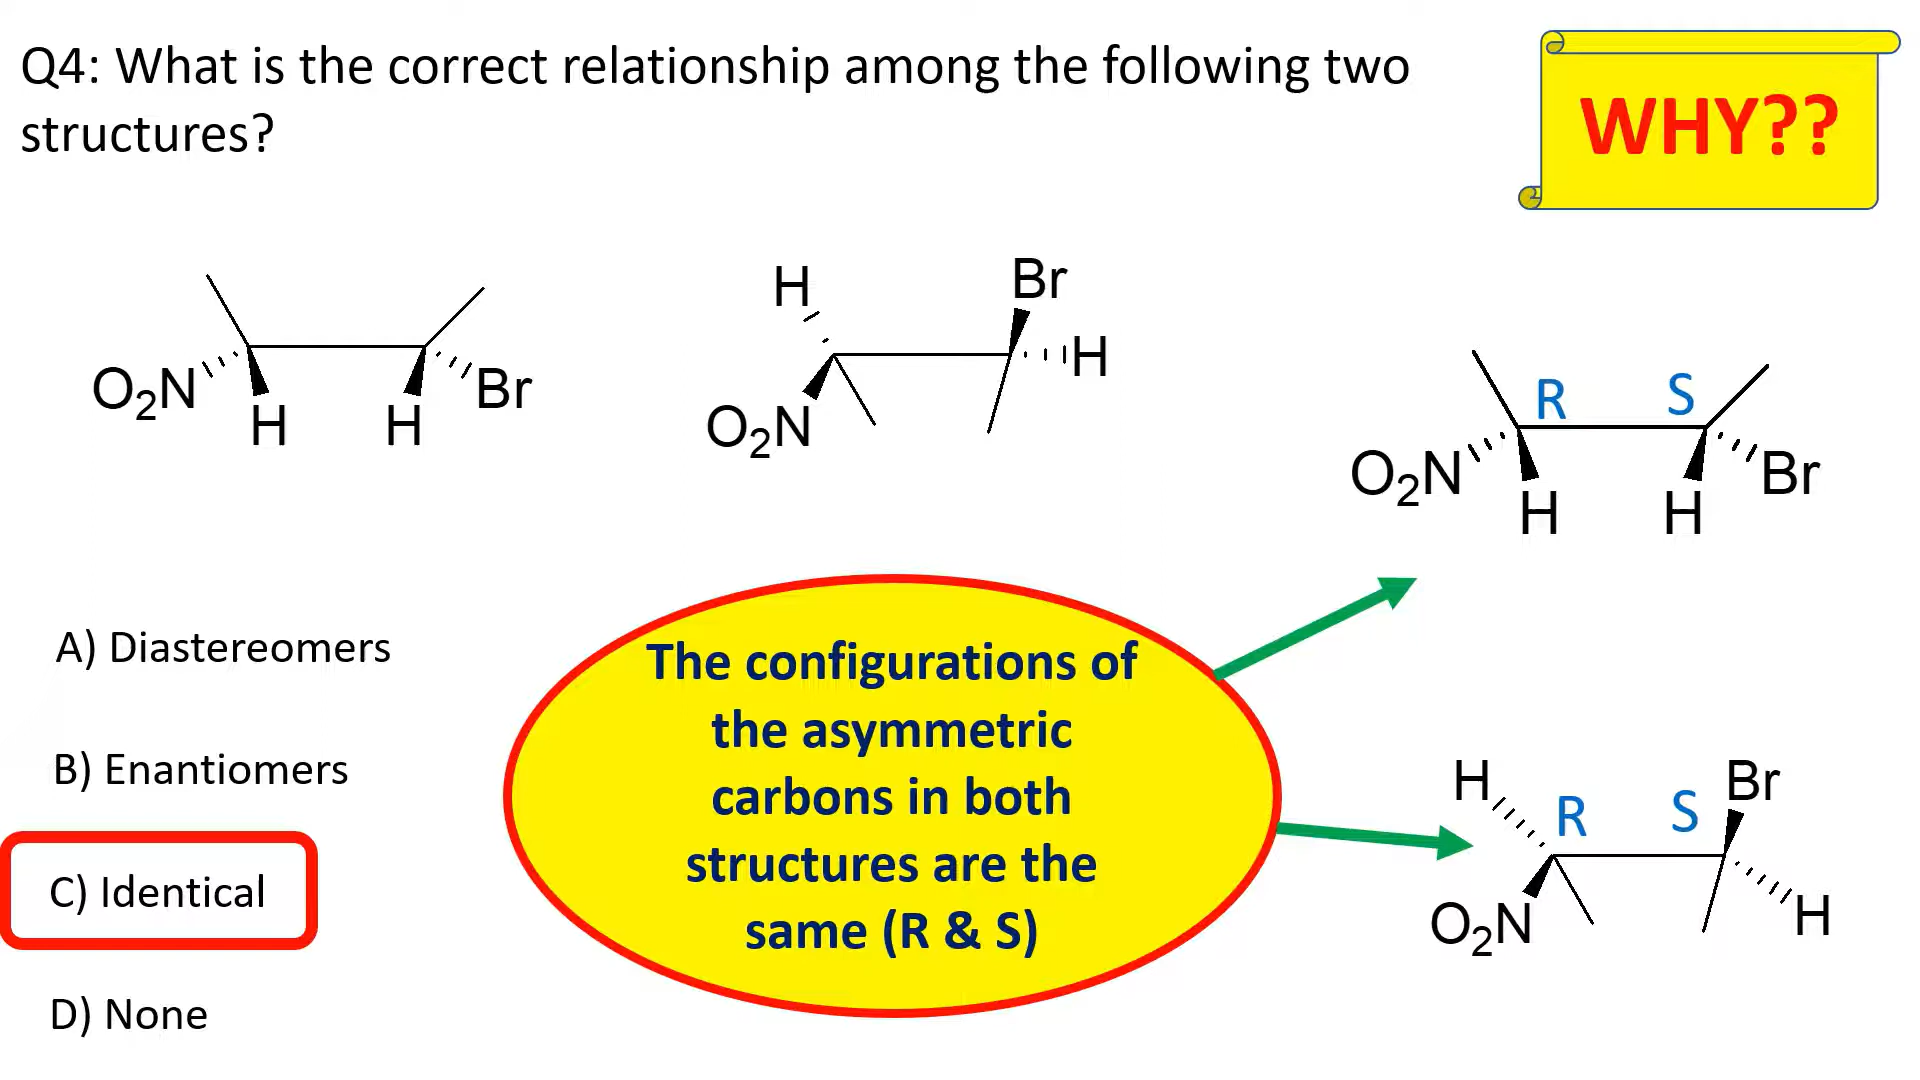 Q4: What is the correct relationship among the following two
structures?
WHY??
O₂N
H
H
Br
H
Br
H
O₂N
R
S
O₂N
H
H
Br
A) Diastereomers
B) Enantiomers
C) Identical
D) None
The configurations of
the asymmetric
carbons in both
structures are the
same (R & S)
H
R
S
Br
O₂N
H